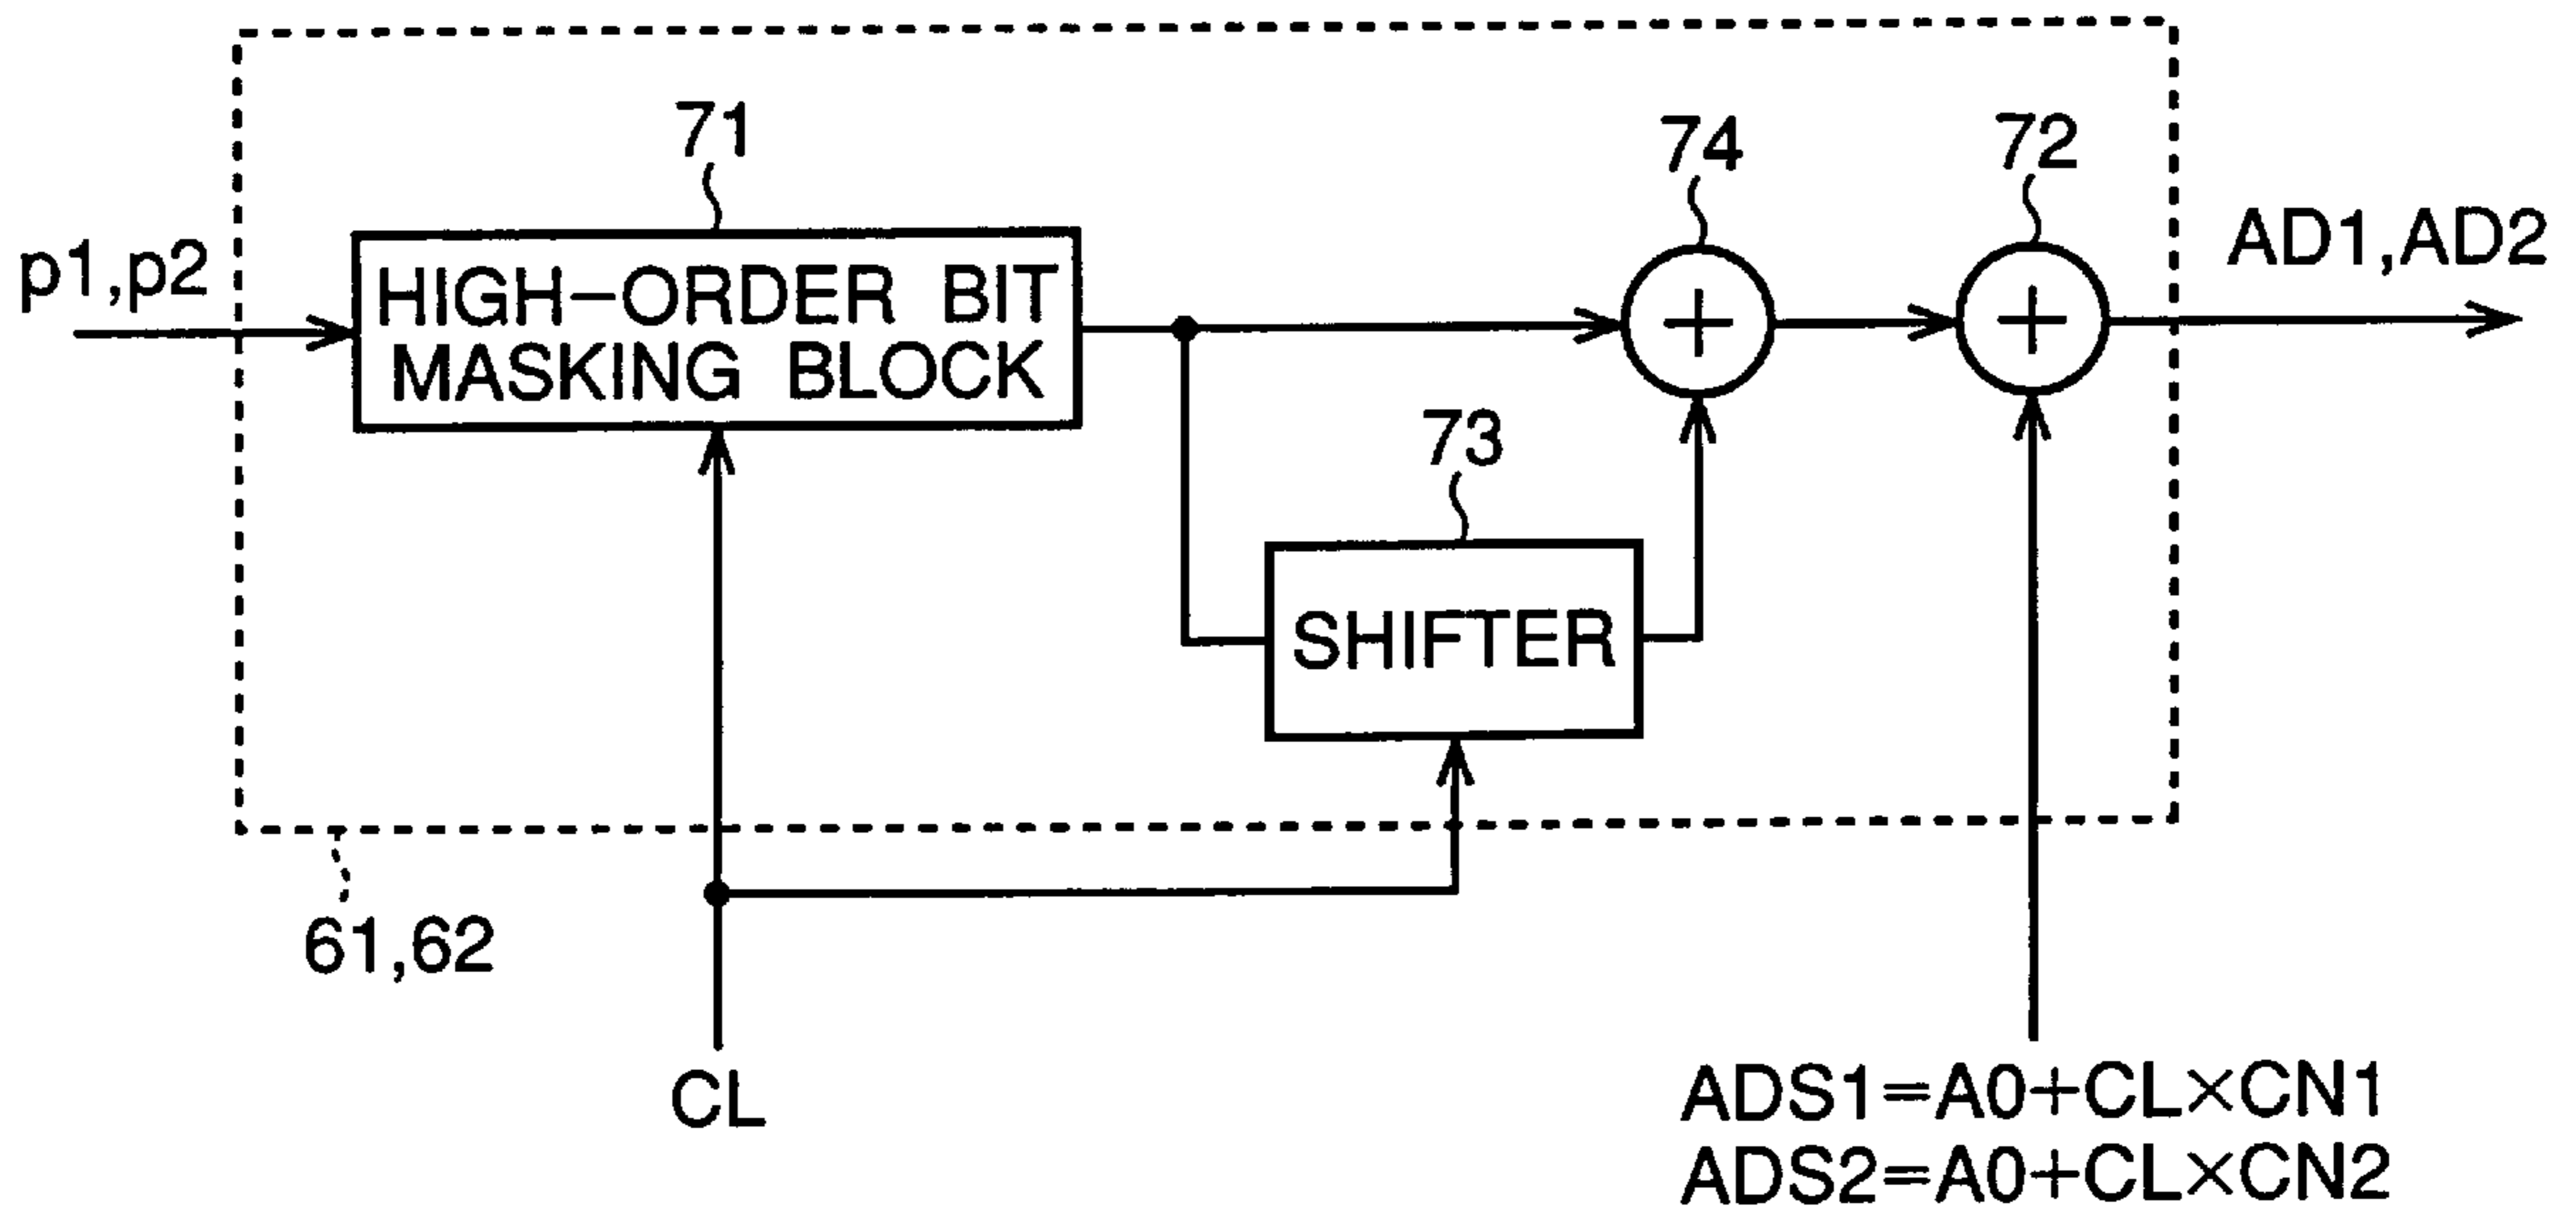 71
74
72
p1,p2
AD1,AD2
HIGH-ORDER BIT
MASKING BLOCK
73
SHIFTER
61,62
CL
ADS1=A0+CL×CN1
ADS2=A0+CL×CN2